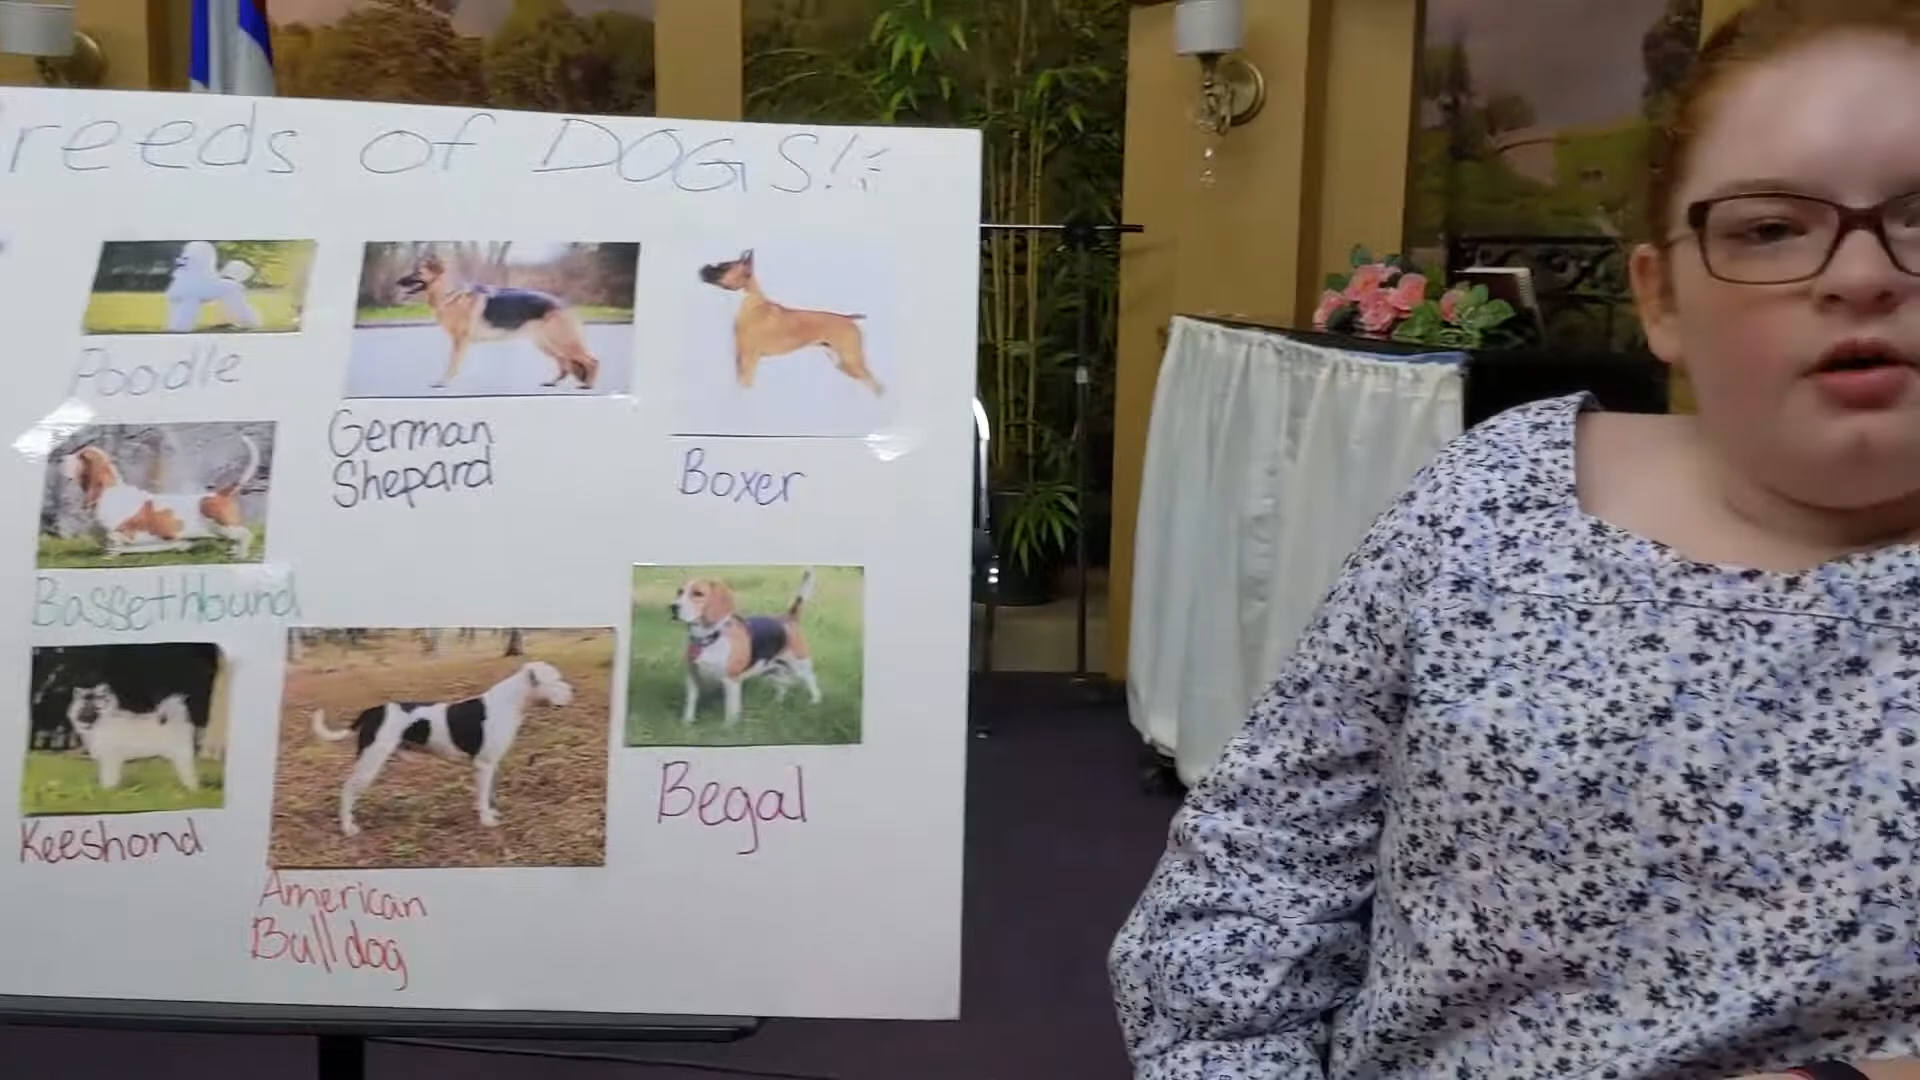 reeds of DOGS!
Poodle
German
Shepard
Boxer
Bassethound
Keeshond
American
Bulldog
Begal